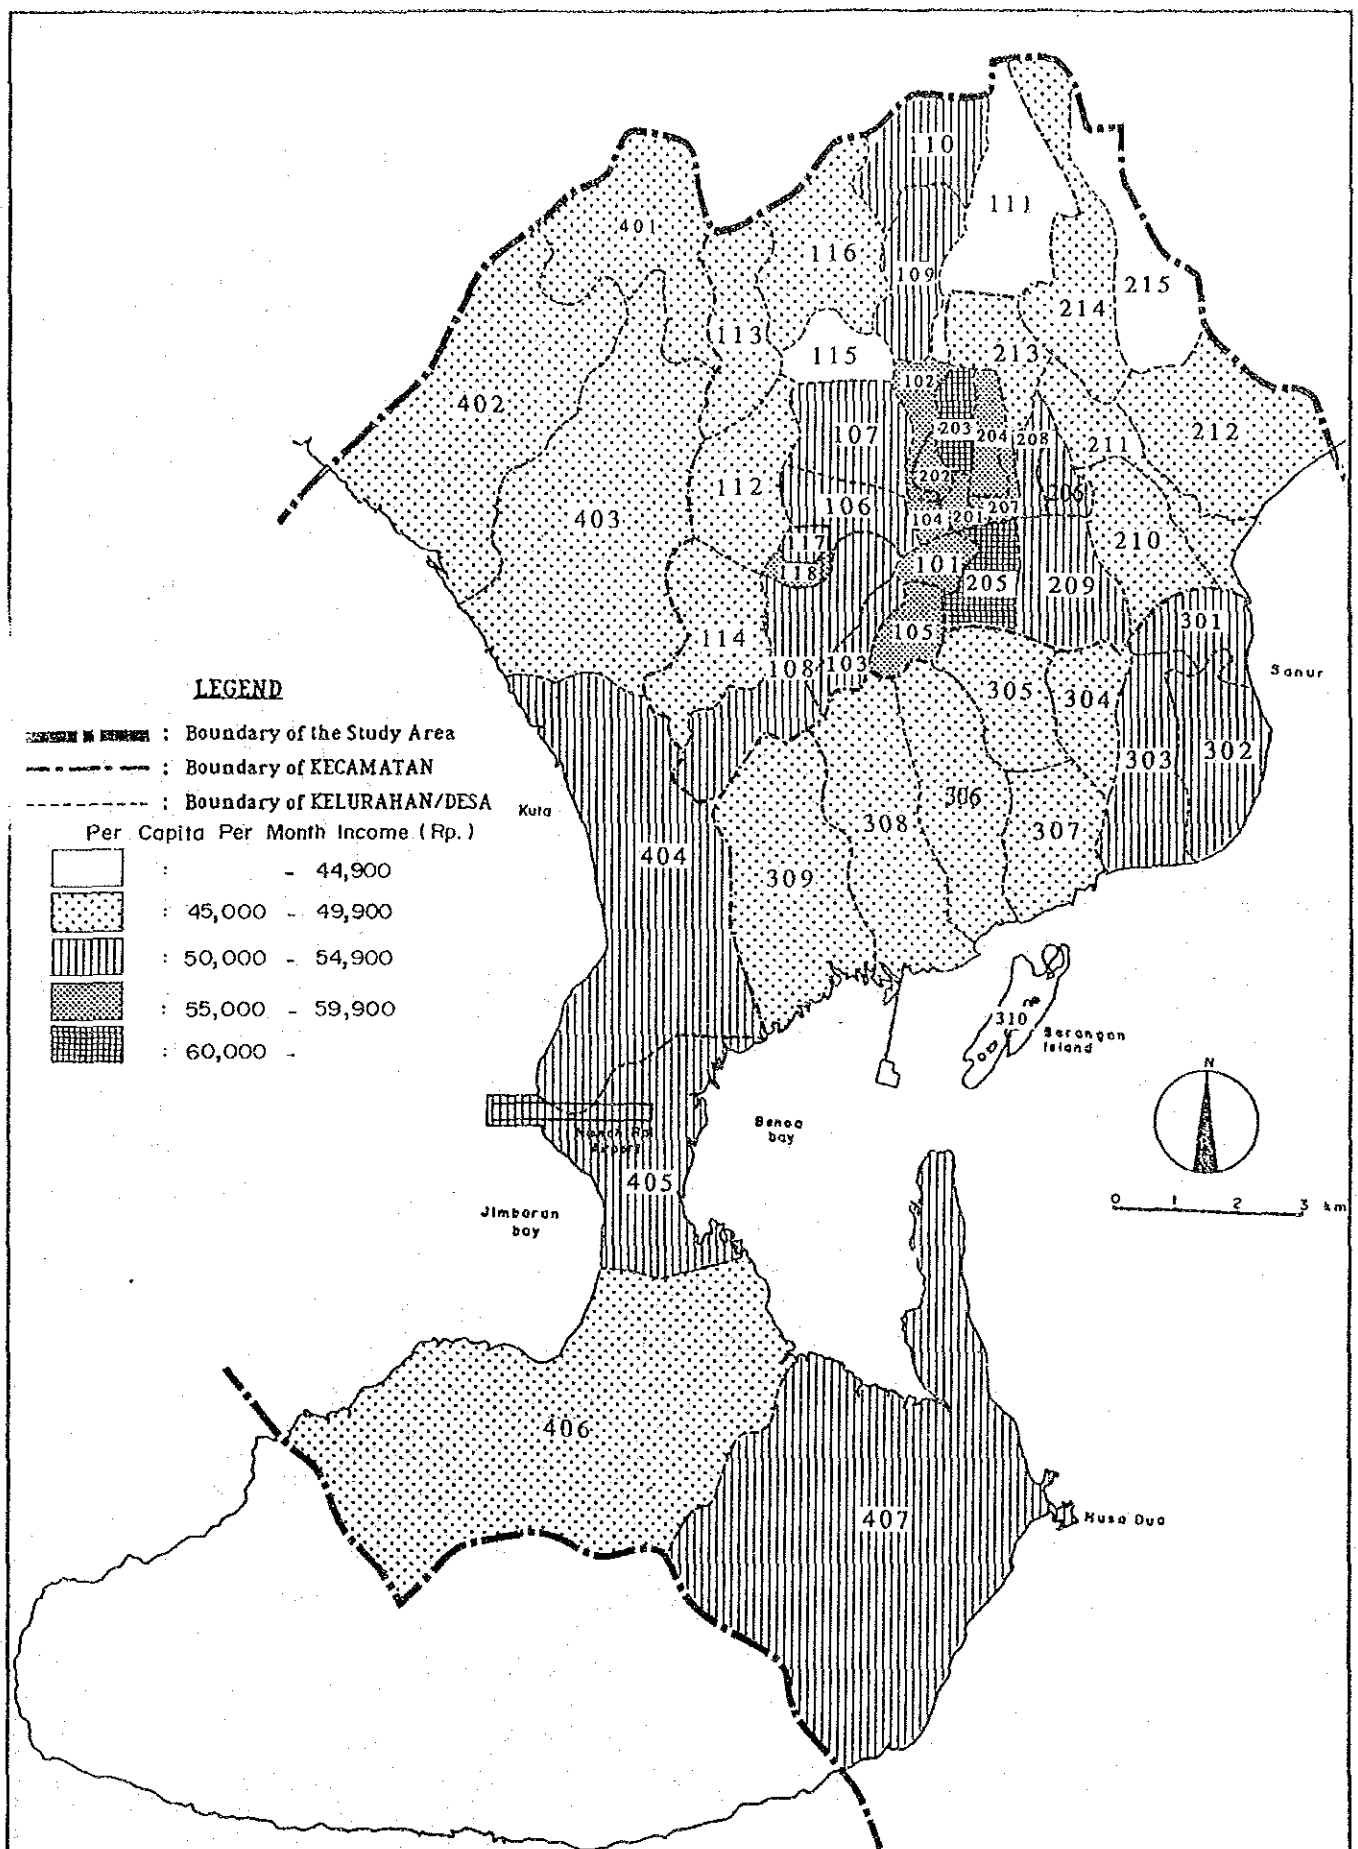 110
111
401
116
109
215
214
113
115
213
102
402
203
107
204
208
211
212
112
202
206
403
106
104
201
207
117
210
101
118
205
209
114
105
301
108
103
Sanur
305
304
LEGEND
: Boundary of the Study Area
303
302
: Boundary of KECAMATAN
: Boundary of KELURAHAN/DESA
Kuta
306
308
307
Per Capita Per Month Income (Rp.)
404
309
: - 44,900
: 45,000 - 49,900
: 50,000 - 54,900
: 55,000 - 59,900
: 60,000 -
310
Serangan
Island
N
Benoa
bay
Airport
405
Jimbaran
bay
0 1 2 3 km
406
407
Nusa Dua